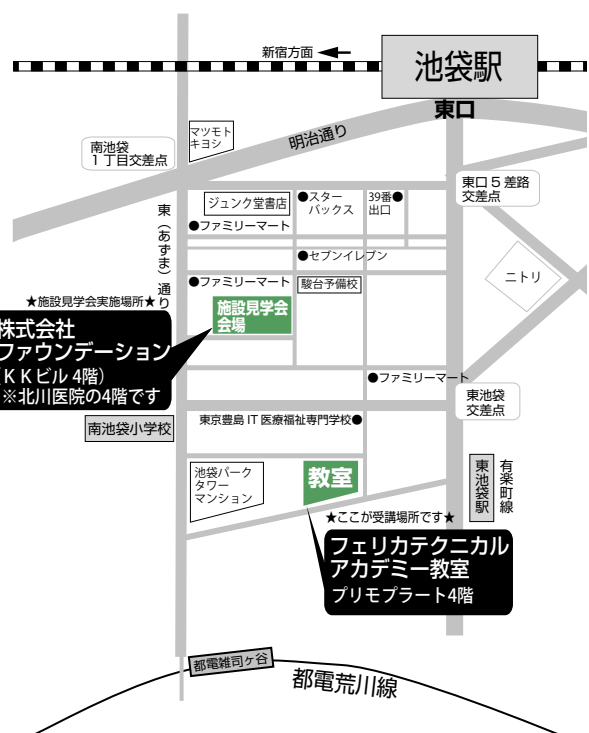 新宿方面
池袋駅
東口
明治通り
マツモト
キヨシ
南池袋
1丁目交差点
東口5差路
交差点
ジュンク堂書店
●スター
バックス
39番●
出口
●ファミリーマート
東（あずま）通り
●セブンイレブン
ニトリ
●ファミリーマート
駿台予備校
★施設見学会実施場所★
施設見学会
会場
株式会社
ファウンデーション
（KKビル 4階）
※北川医院の4階です
●ファミリーマート
東池袋
交差点
南池袋小学校
東京豊島IT医療福祉専門学校●
池袋パーク
タワー
マンション
教室
東池袋駅
有楽町線
★ここが受講場所です★
フェリカテクニカル
アカデミー教室
プリモプラート4階
都電雑司ヶ谷
都電荒川線